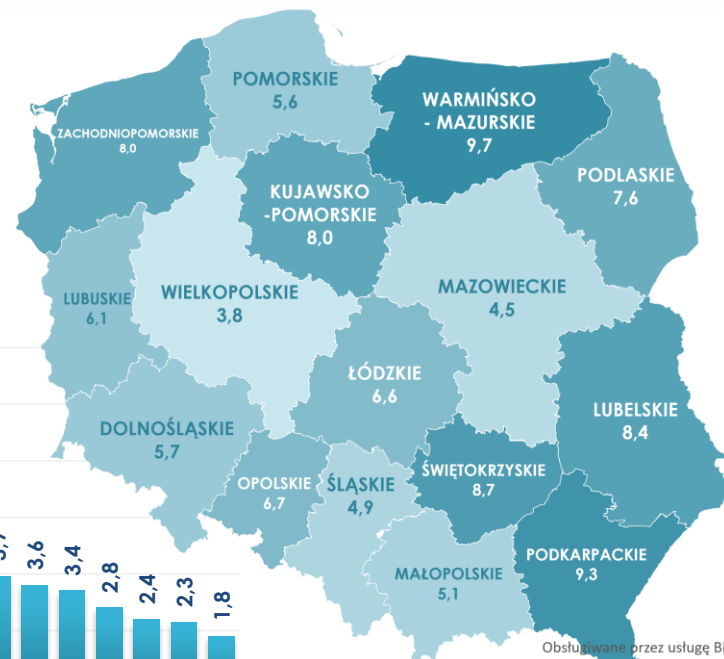 POMORSKIE
5,6
WARMIŃSKO
- MAZURSKIE
9,7
ZACHODNIOPOMORSKIE
8,0
PODLASKIE
7,6
KUJAWSKO
-POMORSKIE
8,0
LUBUSKIE
6,1
WIELKOPOLSKIE
3,8
MAZOWIECKIE
4,5
ŁÓDZKIE
6,6
LUBELSKIE
8,4
DOLNOŚLĄSKIE
5,7
OPOLSKIE
6,7
ŚLĄSKIE
4,9
ŚWIĘTOKRZYSKIE
8,7
MAŁOPOLSKIE
5,1
PODKARPACKIE
9,3
3,6
3,4
2,8
2,4
2,3
1,8
Obsługiwane przez usługę